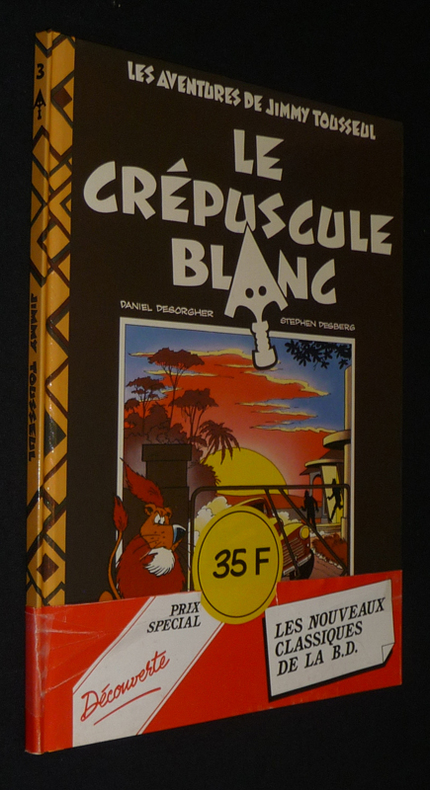 3
JIMMY TOUSSEUL
LES AVENTURES DE JIMMY TOUSSEUL
LE
CRÉPUSCULE
BLANC
DANIEL DESORGHER
STEPHEN DESBERG
35 F
PRIX
SPECIAL
Découverte
LES NOUVEAUX
CLASSIQUES
DE LA B.D.